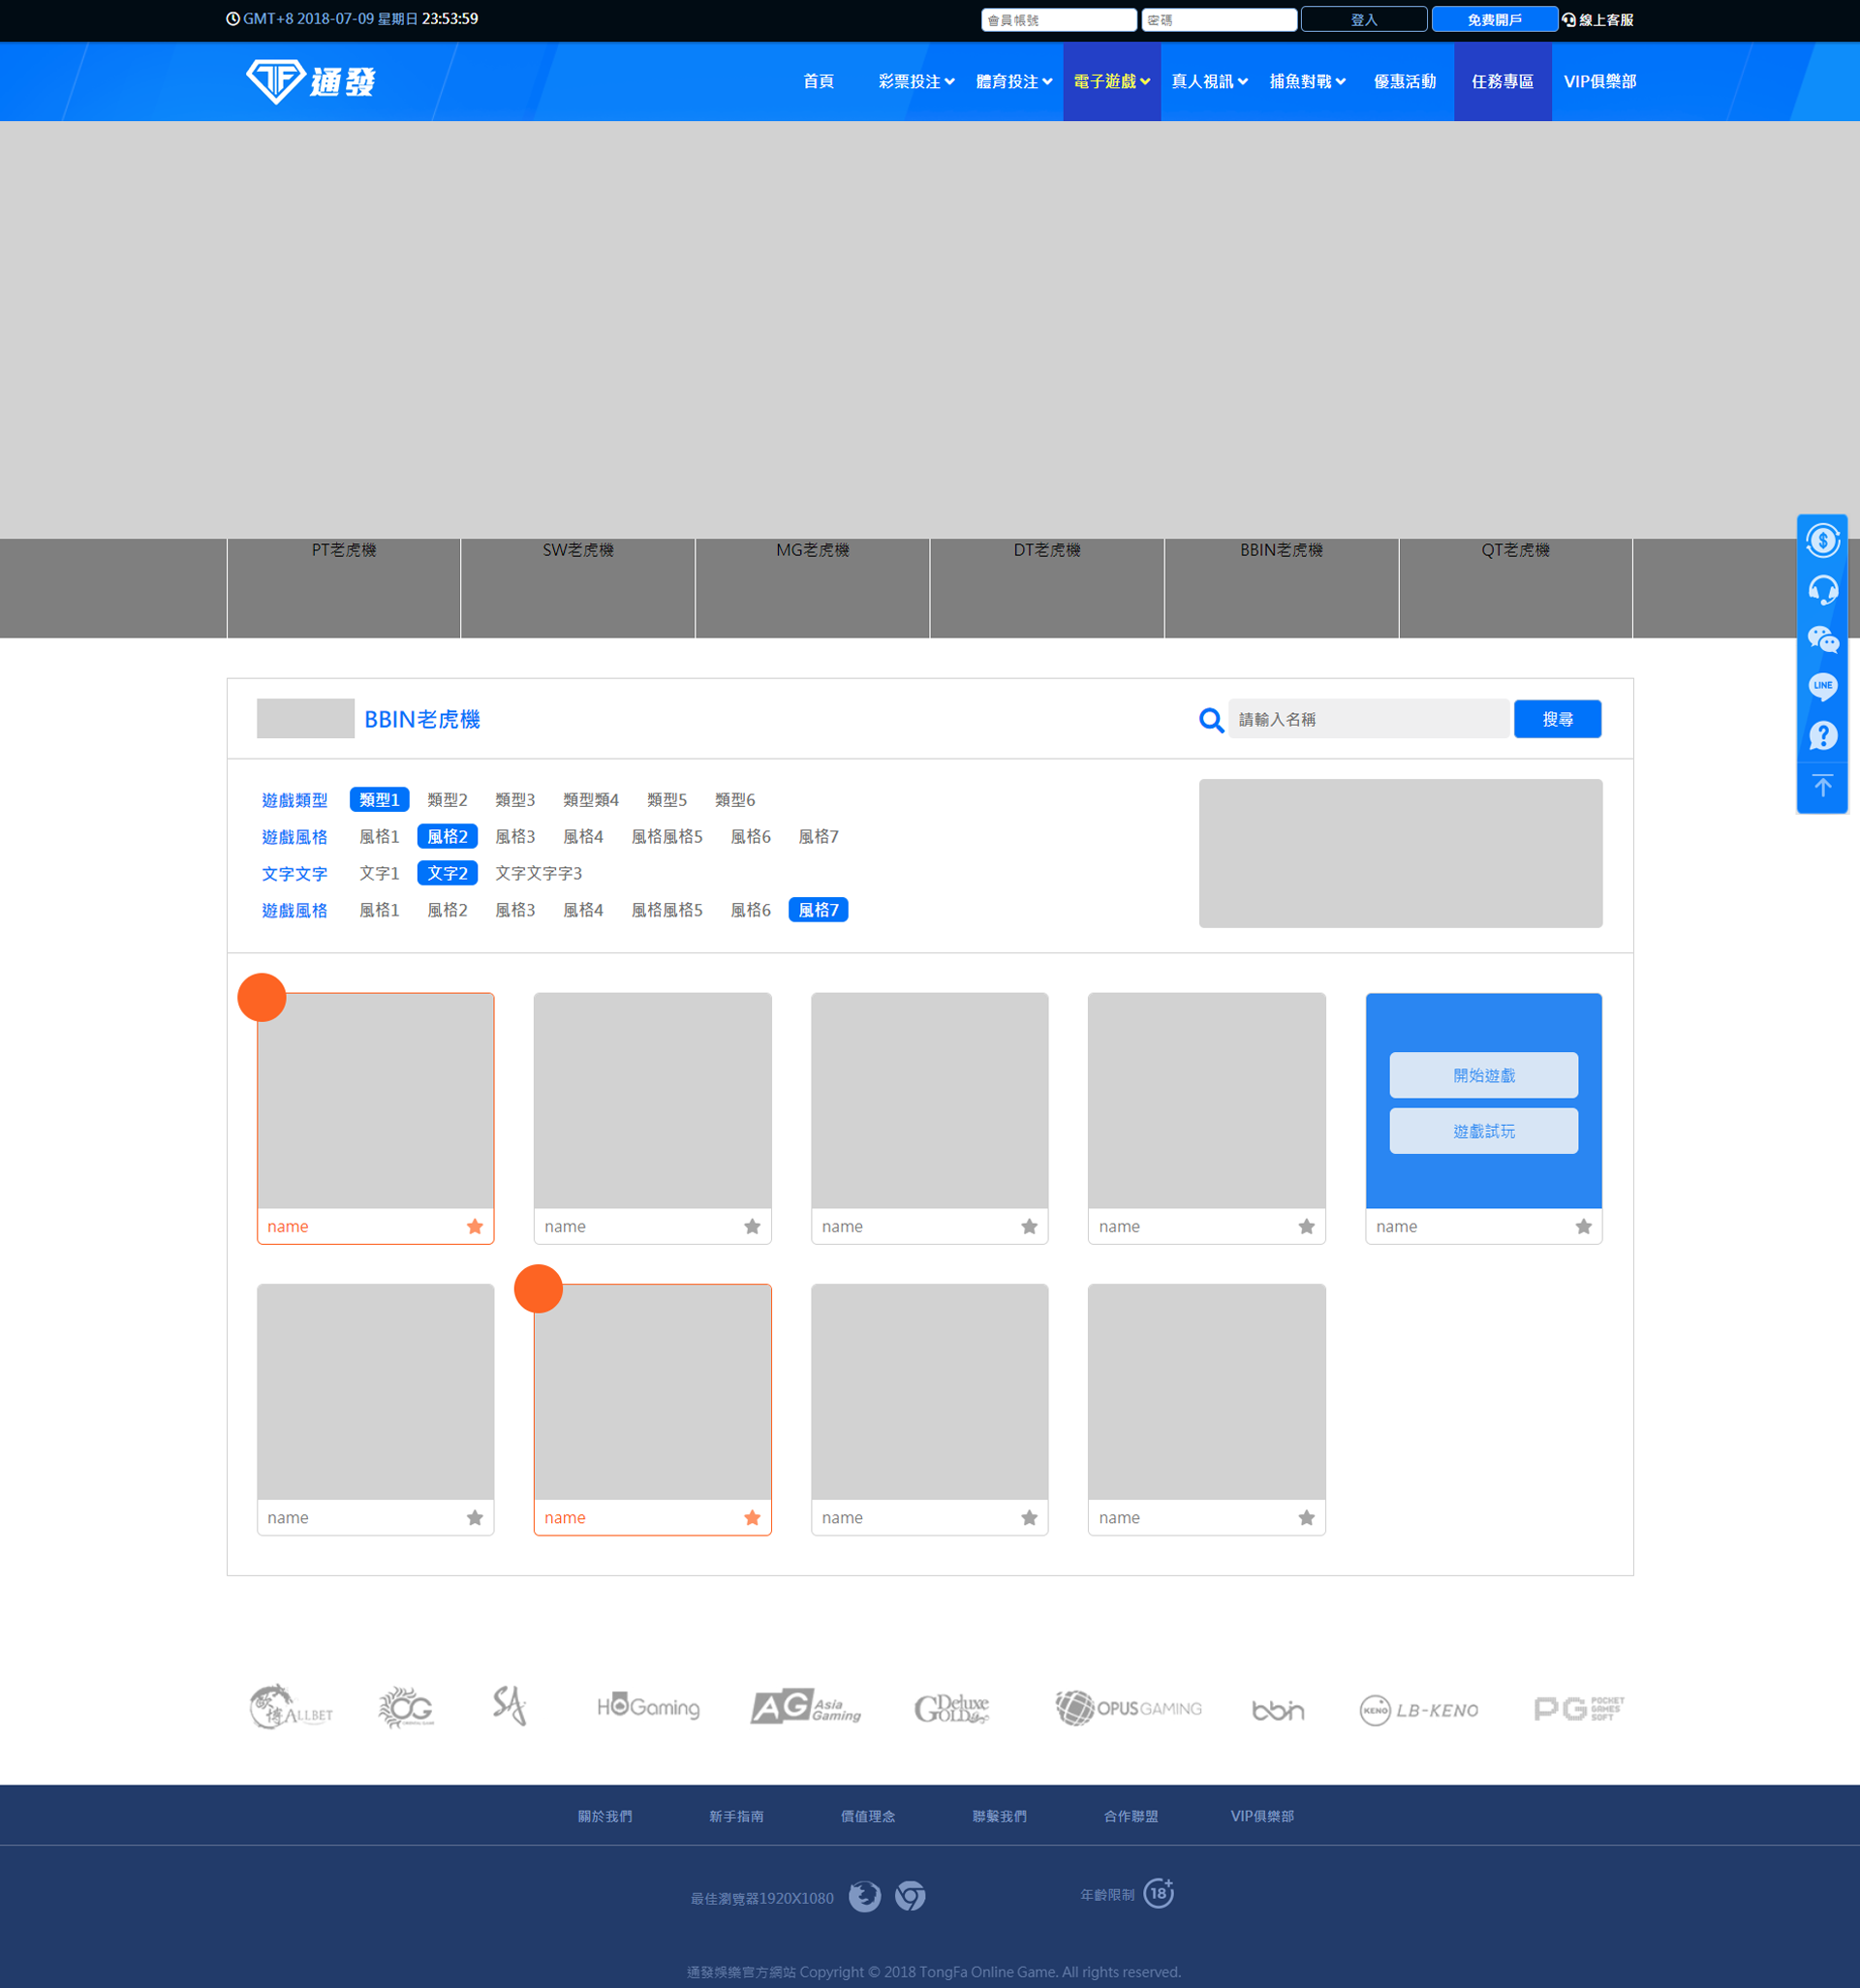 GMT+8 2018-07-09 星期日 23:53:59
會員帳號 密碼 登入 免費開戶 線上客服
TF 通發 首頁 彩票投注 體育投注 電子遊戲 真人視訊 捕魚對戰 優惠活動 任務專區 VIP俱樂部
PT老虎機 SW老虎機 MG老虎機 DT老虎機 BBIN老虎機 QT老虎機
LINE
BBIN老虎機 請輸入名稱 搜尋
遊戲類型 類型1 類型2 類型3 類型類4 類型5 類型6
遊戲風格 風格1 風格2 風格3 風格4 風格風格5 風格6 風格7
文字文字 文字1 文字2 文字文字字3
遊戲風格 風格1 風格2 風格3 風格4 風格風格5 風格6 風格7
開始遊戲
遊戲試玩
name name name name name
name name name name
歐博 ALLBET OG SA HOGaming AG Asia Gaming Gold Deluxe OPUS GAMING bbin KENO LB-KENO PG POCKET GAMES SOFT
關於我們 新手指南 價值理念 聯繫我們 合作聯盟 VIP俱樂部
最佳瀏覽器1920X1080 年齡限制 18+
通發娛樂官方網站 Copyright © 2018 TongFa Online Game. All rights reserved.